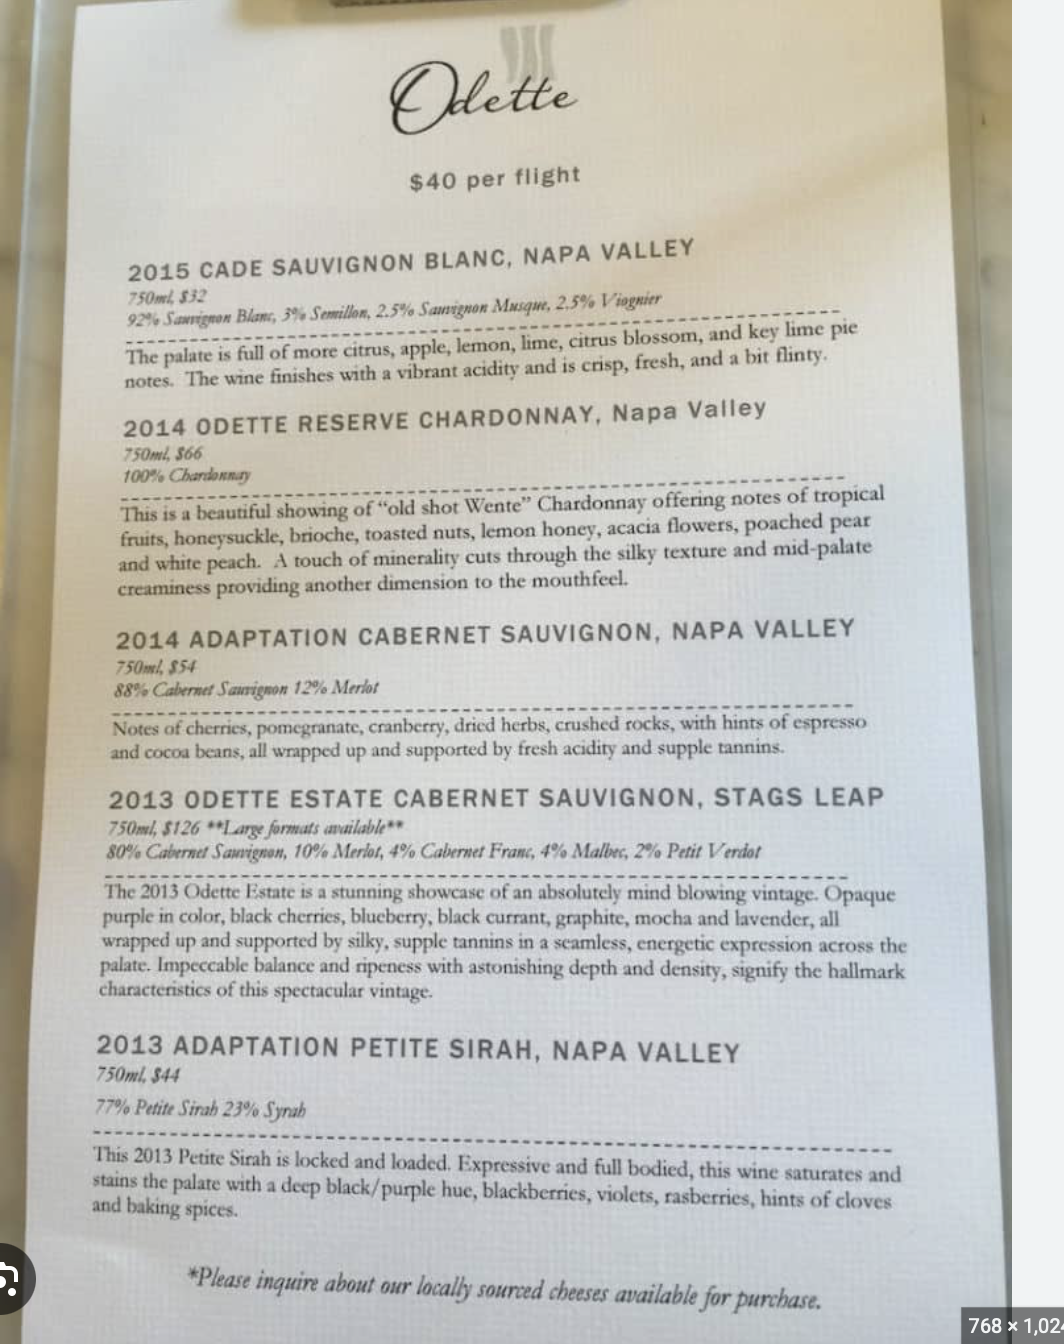 Odette
$40 per flight
2015 CADE SAUVIGNON BLANC, NAPA VALLEY
750ml, $32
92% Sauvignon Blanc, 3% Semillon, 2.5% Sauvignon Musque, 2.5% Viognier
The palate is full of more citrus, apple, lemon, lime, citrus blossom, and key lime pie
notes. The wine finishes with a vibrant acidity and is crisp, fresh, and a bit flinty.
2014 ODETTE RESERVE CHARDONNAY, Napa Valley
750ml, $66
100% Chardonnay
This is a beautiful showing of “old shot Wente” Chardonnay offering notes of tropical
fruits, honeysuckle, brioche, toasted nuts, lemon honey, acacia flowers, poached pear
and white peach. A touch of minerality cuts through the silky texture and mid-palate
creaminess providing another dimension to the mouthfeel.
2014 ADAPTATION CABERNET SAUVIGNON, NAPA VALLEY
750ml, $54
88% Cabernet Sauvignon 12% Merlot
Notes of cherries, pomegranate, cranberry, dried herbs, crushed rocks, with hints of espresso
and cocoa beans, all wrapped up and supported by fresh acidity and supple tannins.
2013 ODETTE ESTATE CABERNET SAUVIGNON, STAGS LEAP
750ml, $126 **Large formats available**
80% Cabernet Sauvignon, 10% Merlot, 4% Cabernet Franc, 4% Malbec, 2% Petit Verdot
The 2013 Odette Estate is a stunning showcase of an absolutely mind blowing vintage. Opaque
purple in color, black cherries, blueberry, black currant, graphite, mocha and lavender, all
wrapped up and supported by silky, supple tannins in a seamless, energetic expression across the
palate. Impeccable balance and ripeness with astonishing depth and density, signify the hallmark
characteristics of this spectacular vintage.
2013 ADAPTATION PETITE SIRAH, NAPA VALLEY
750ml, $44
77% Petite Sirah 23% Syrah
This 2013 Petite Sirah is locked and loaded. Expressive and full bodied, this wine saturates and
stains the palate with a deep black/purple hue, blackberries, violets, rasberries, hints of cloves
and baking spices.
*Please inquire about our locally sourced cheeses available for purchase.
768 × 1,02